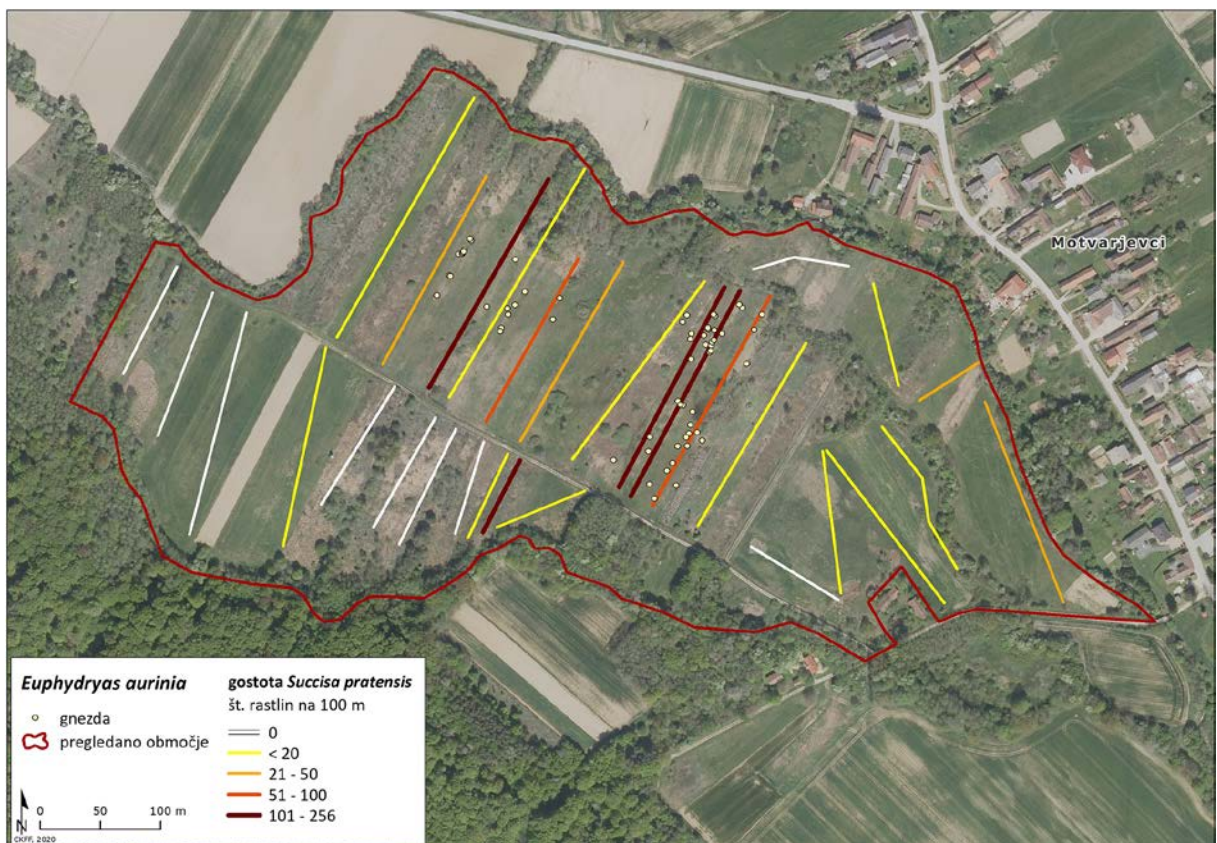 Motvarjevci
Euphydryas aurinia
gnezda
pregledano območje
0 50 100 m
N
CKFF, 2020
gostota Succisa pratensis
št. rastlin na 100 m
0
< 20
21 - 50
51 - 100
101 - 256